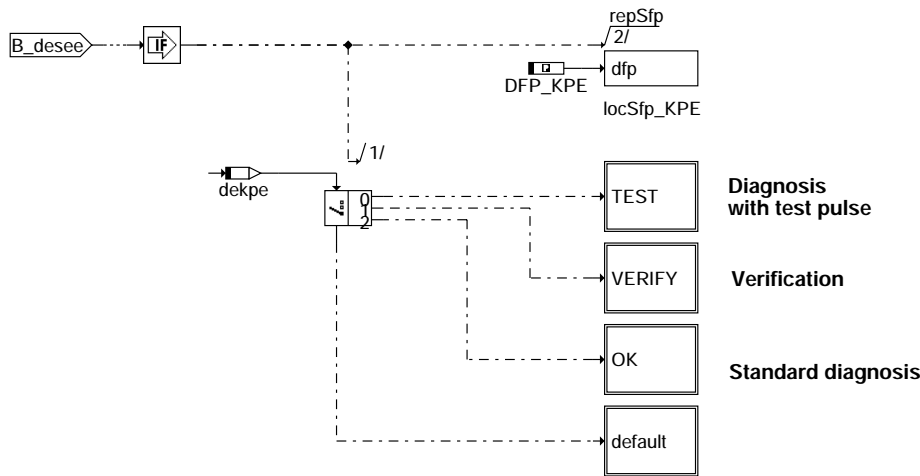 repSfp
2/
B_desee
IF
dfp
DFP_KPE
locSfp_KPE
1/
dekpe
0
1
2
TEST
Diagnosis
with test pulse
VERIFY
Verification
OK
Standard diagnosis
default